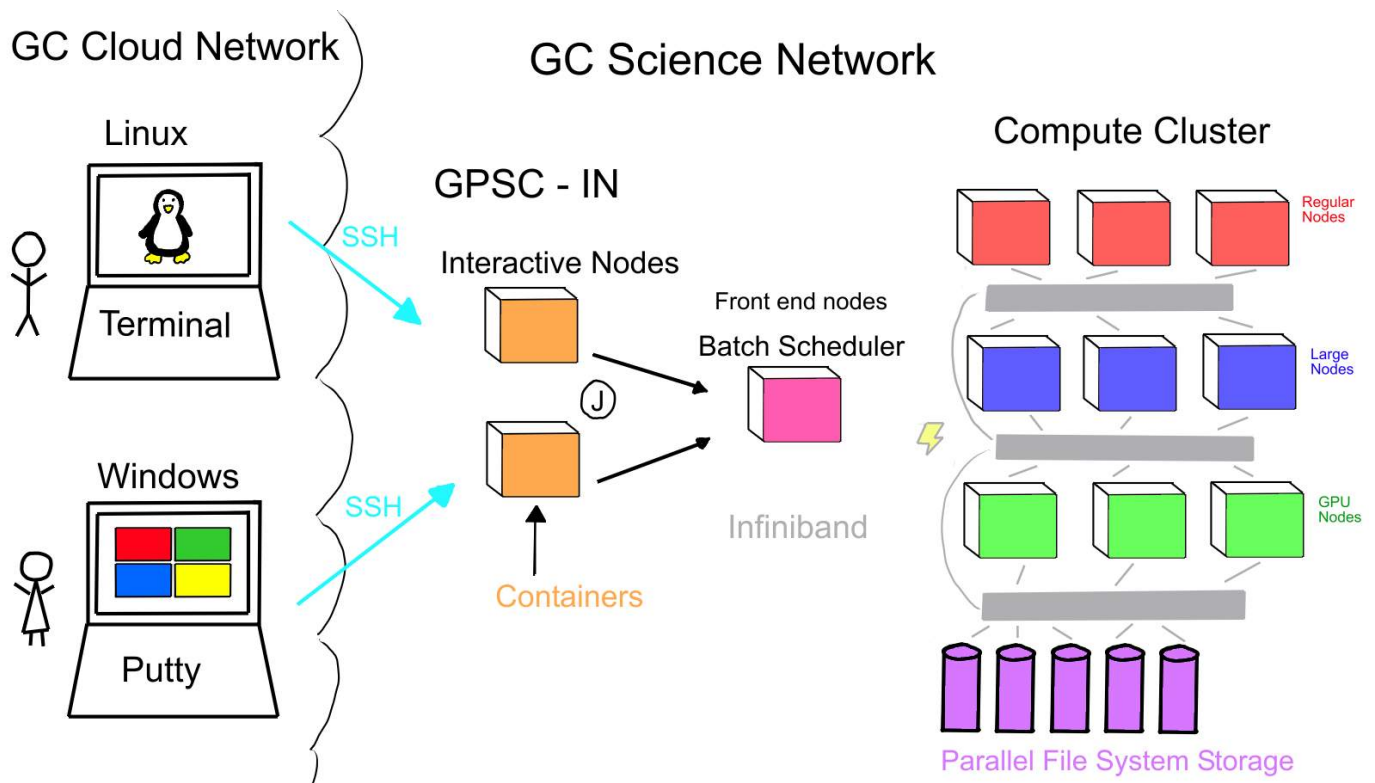 GC Cloud Network
GC Science Network
Linux
Terminal
SSH
Windows
Putty
SSH
GPSC - IN
Interactive Nodes
J
Containers
Front end nodes
Batch Scheduler
Infiniband
Compute Cluster
Regular
Nodes
Large
Nodes
GPU
Nodes
Parallel File System Storage